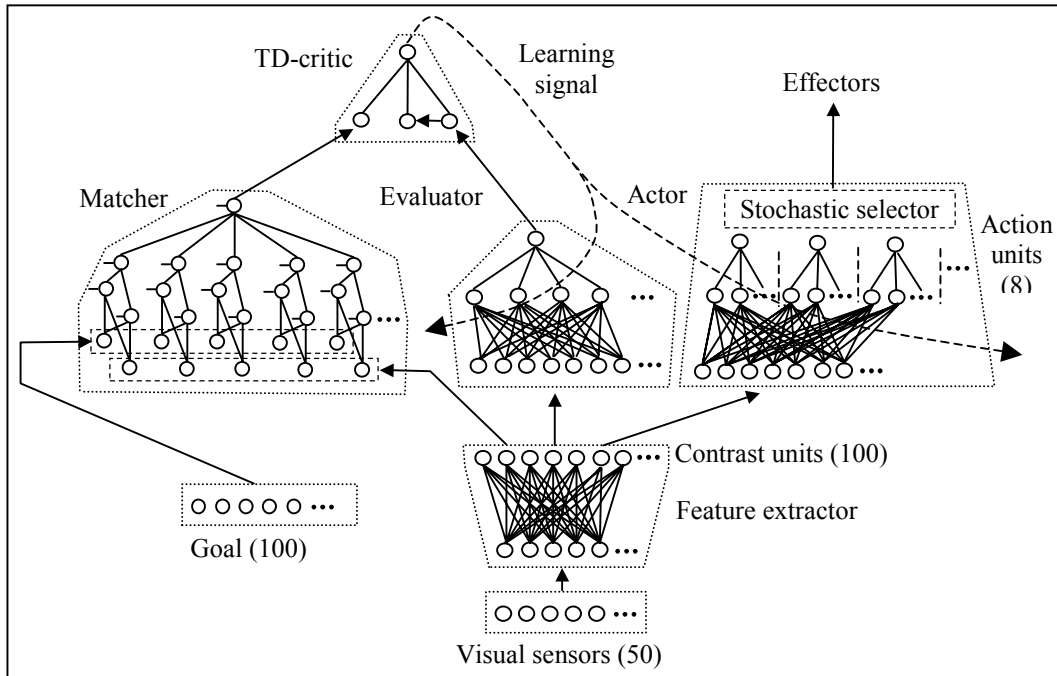 TD-critic
Learning
signal
Effectors
Matcher
Evaluator
Actor
Stochastic selector
Action
units
(8)
Contrast units (100)
Feature extractor
Goal (100)
Visual sensors (50)